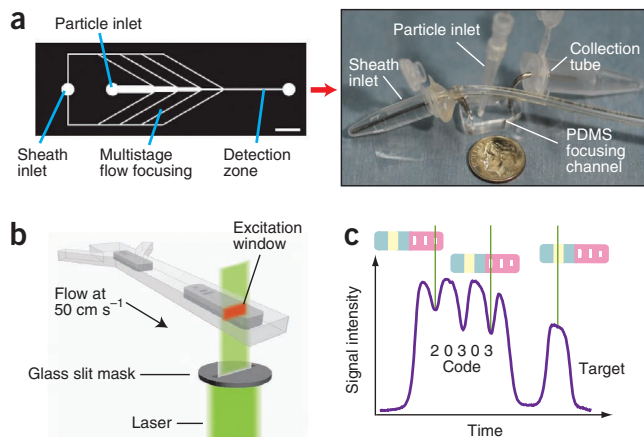 a
Particle inlet
Sheath
inlet
Multistage
flow focusing
Detection
zone
Particle inlet
Sheath
inlet
Collection
tube
PDMS
focusing
channel
b
Excitation
window
Flow at
50 cm s⁻¹
Glass slit mask
Laser
c
Signal intensity
2 0 3 0 3
Code
Target
Time